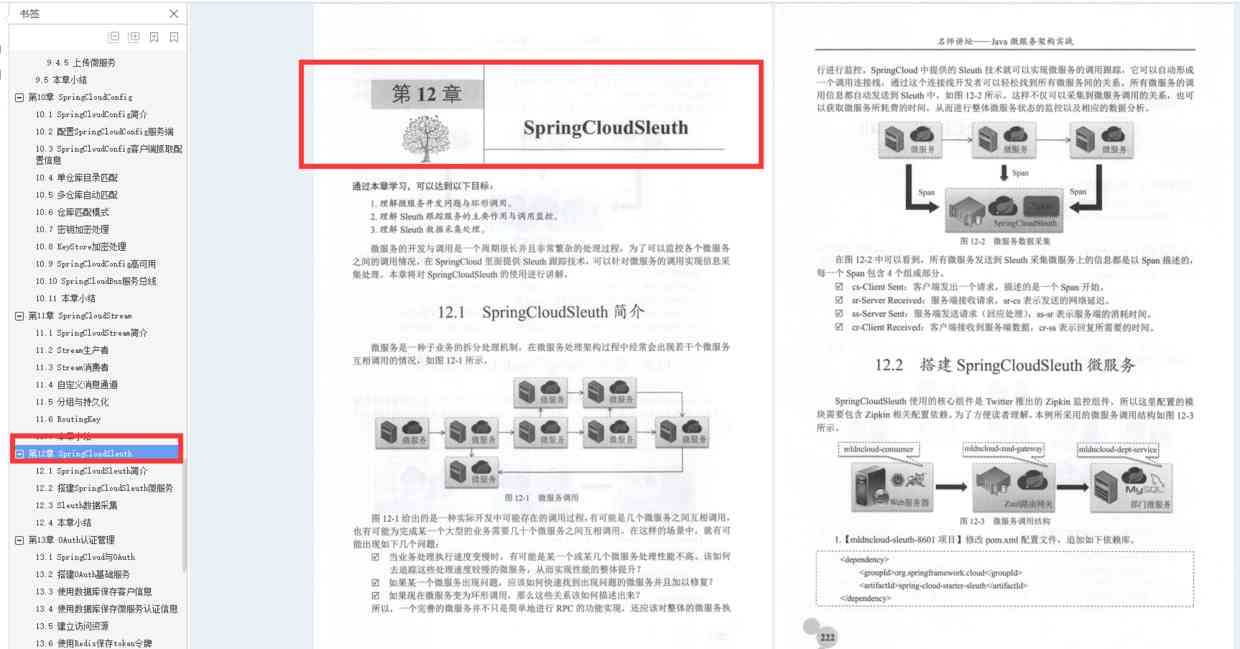 书签
9.4.5 上传微服务
9.5 本章小结
第10章 SpringCloudConfig
10.1 SpringCloudConfig简介
10.2 配置SpringCloudConfig服务端
10.3 SpringCloudConfig客户端抓取配
置信息
10.4 单仓库目录匹配
10.5 多仓库自动匹配
10.6 仓库匹配模式
10.7 密钥加密处理
10.8 KeyStore加密处理
10.9 SpringCloudConfig高可用
10.10 SpringCloudBus服务总线
10.11 本章小结
第11章 SpringCloudStream
11.1 SpringCloudStream简介
11.2 Stream生产者
11.3 Stream消费者
11.4 自定义消息通道
11.5 分组与持久化
11.6 RoutingKey
第12章 SpringCloudSleuth
12.1 SpringCloudSleuth简介
12.2 搭建SpringCloudSleuth微服务
12.3 Sleuth数据采集
12.4 本章小结
第13章 OAuth认证管理
13.1 SpringCloud与OAuth
13.2 搭建OAuth基础服务
13.3 使用数据库保存客户信息
13.4 使用数据库保存微服务认证信息
13.5 建立访问资源
13.6 使用Redis保存token令牌
第 12 章
SpringCloudSleuth
通过本章学习，可以达到以下目标：
1. 理解微服务开发问题与环形调用。
2. 理解 Sleuth 跟踪服务的主要作用与调用监控。
3. 理解 Sleuth 数据采集处理。
微服务的开发与调用是一个周期很长并且非常繁杂的处理过程，为了可以监控各个微服务
之间的调用情况，在 SpringCloud 里面提供 Sleuth 跟踪技术，可以针对微服务的调用实现信息采
集处理。本章将对 SpringCloudSleuth 的使用进行讲解。
12.1 SpringCloudSleuth 简介
微服务是一种子业务的拆分处理机制，在微服务处理架构过程中经常会出现若干个微服务
互相调用的情况，如图 12-1 所示。
微服务
微服务
微服务
微服务
微服务
微服务
微服务
微服务
图 12-1 微服务调用
图 12-1 给出的是一种实际开发中可能存在的调用过程，有可能是几个微服务之间互相调用，
也有可能为完成某一个大型的业务需要几十个微服务之间互相调用。在这样的场景中，就有可
能出现如下几个问题：
☑ 当业务处理执行速度变慢时，有可能是某一个或某几个微服务处理性能不高。该如何
去追踪这些处理速度较慢的微服务，从而实现性能的整体提升？
☑ 如果某一个微服务出现问题，应该如何快速找到出现问题的微服务并且加以修复？
☑ 如果现在微服务变为环形调用，那么这些关系该如何描述出来？
所以，一个完善的微服务并不只是简单地进行 RPC 的功能实现，还应该对整体的微服务执
名师讲坛——Java 微服务架构实战
行进行监控，SpringCloud 中提供的 Sleuth 技术就可以实现微服务的调用跟踪，它可以自动形成
一个调用连接线，通过这个连接线开发者可以轻松找到所有微服务间的关系，所有微服务的调
用信息都自动发送到 Sleuth 中，如图 12-2 所示。这样不仅可以采集到微服务调用的关系，也可
以获取微服务所耗费的时间，从而进行整体微服务状态的监控以及相应的数据分析。
微服务
微服务
微服务
Span
Span
Span
Zipkin
SpringCloudSleuth
图 12-2 微服务数据采集
在图 12-2 中可以看到，所有微服务发送到 Sleuth 采集微服务上的信息都是以 Span 描述的，
每一个 Span 包含 4 个组成部分。
☑ cs-Client Sent：客户端发出一个请求，描述的是一个 Span 开始。
☑ sr-Server Received：服务端接收请求，sr-cs 表示发送的网络延迟。
☑ ss-Server Sent：服务端发送请求（回应处理），ss-sr 表示服务端的消耗时间。
☑ cr-Client Received：客户端接收到服务端数据，cr-ss 表示回复所需要的时间。
12.2 搭建 SpringCloudSleuth 微服务
SpringCloudSleuth 使用的核心组件是 Twitter 推出的 Zipkin 监控组件，所以这里配置的模
块需要包含 Zipkin 相关配置依赖。为了方便读者理解，本例所采用的微服务调用结构如图 12-3
所示。
mldncloud-consumer
mldncloud-zuul-gateway
mldncloud-dept-service
Web服务器
Zuul路由网关
MySQL
部门微服务
图 12-3 微服务调用结构
1.【mldncloud-sleuth-8601 项目】修改 pom.xml 配置文件，追加如下依赖库。
<dependency>
<groupId>org.springframework.cloud</groupId>
<artifactId>spring-cloud-starter-sleuth</artifactId>
</dependency>
222